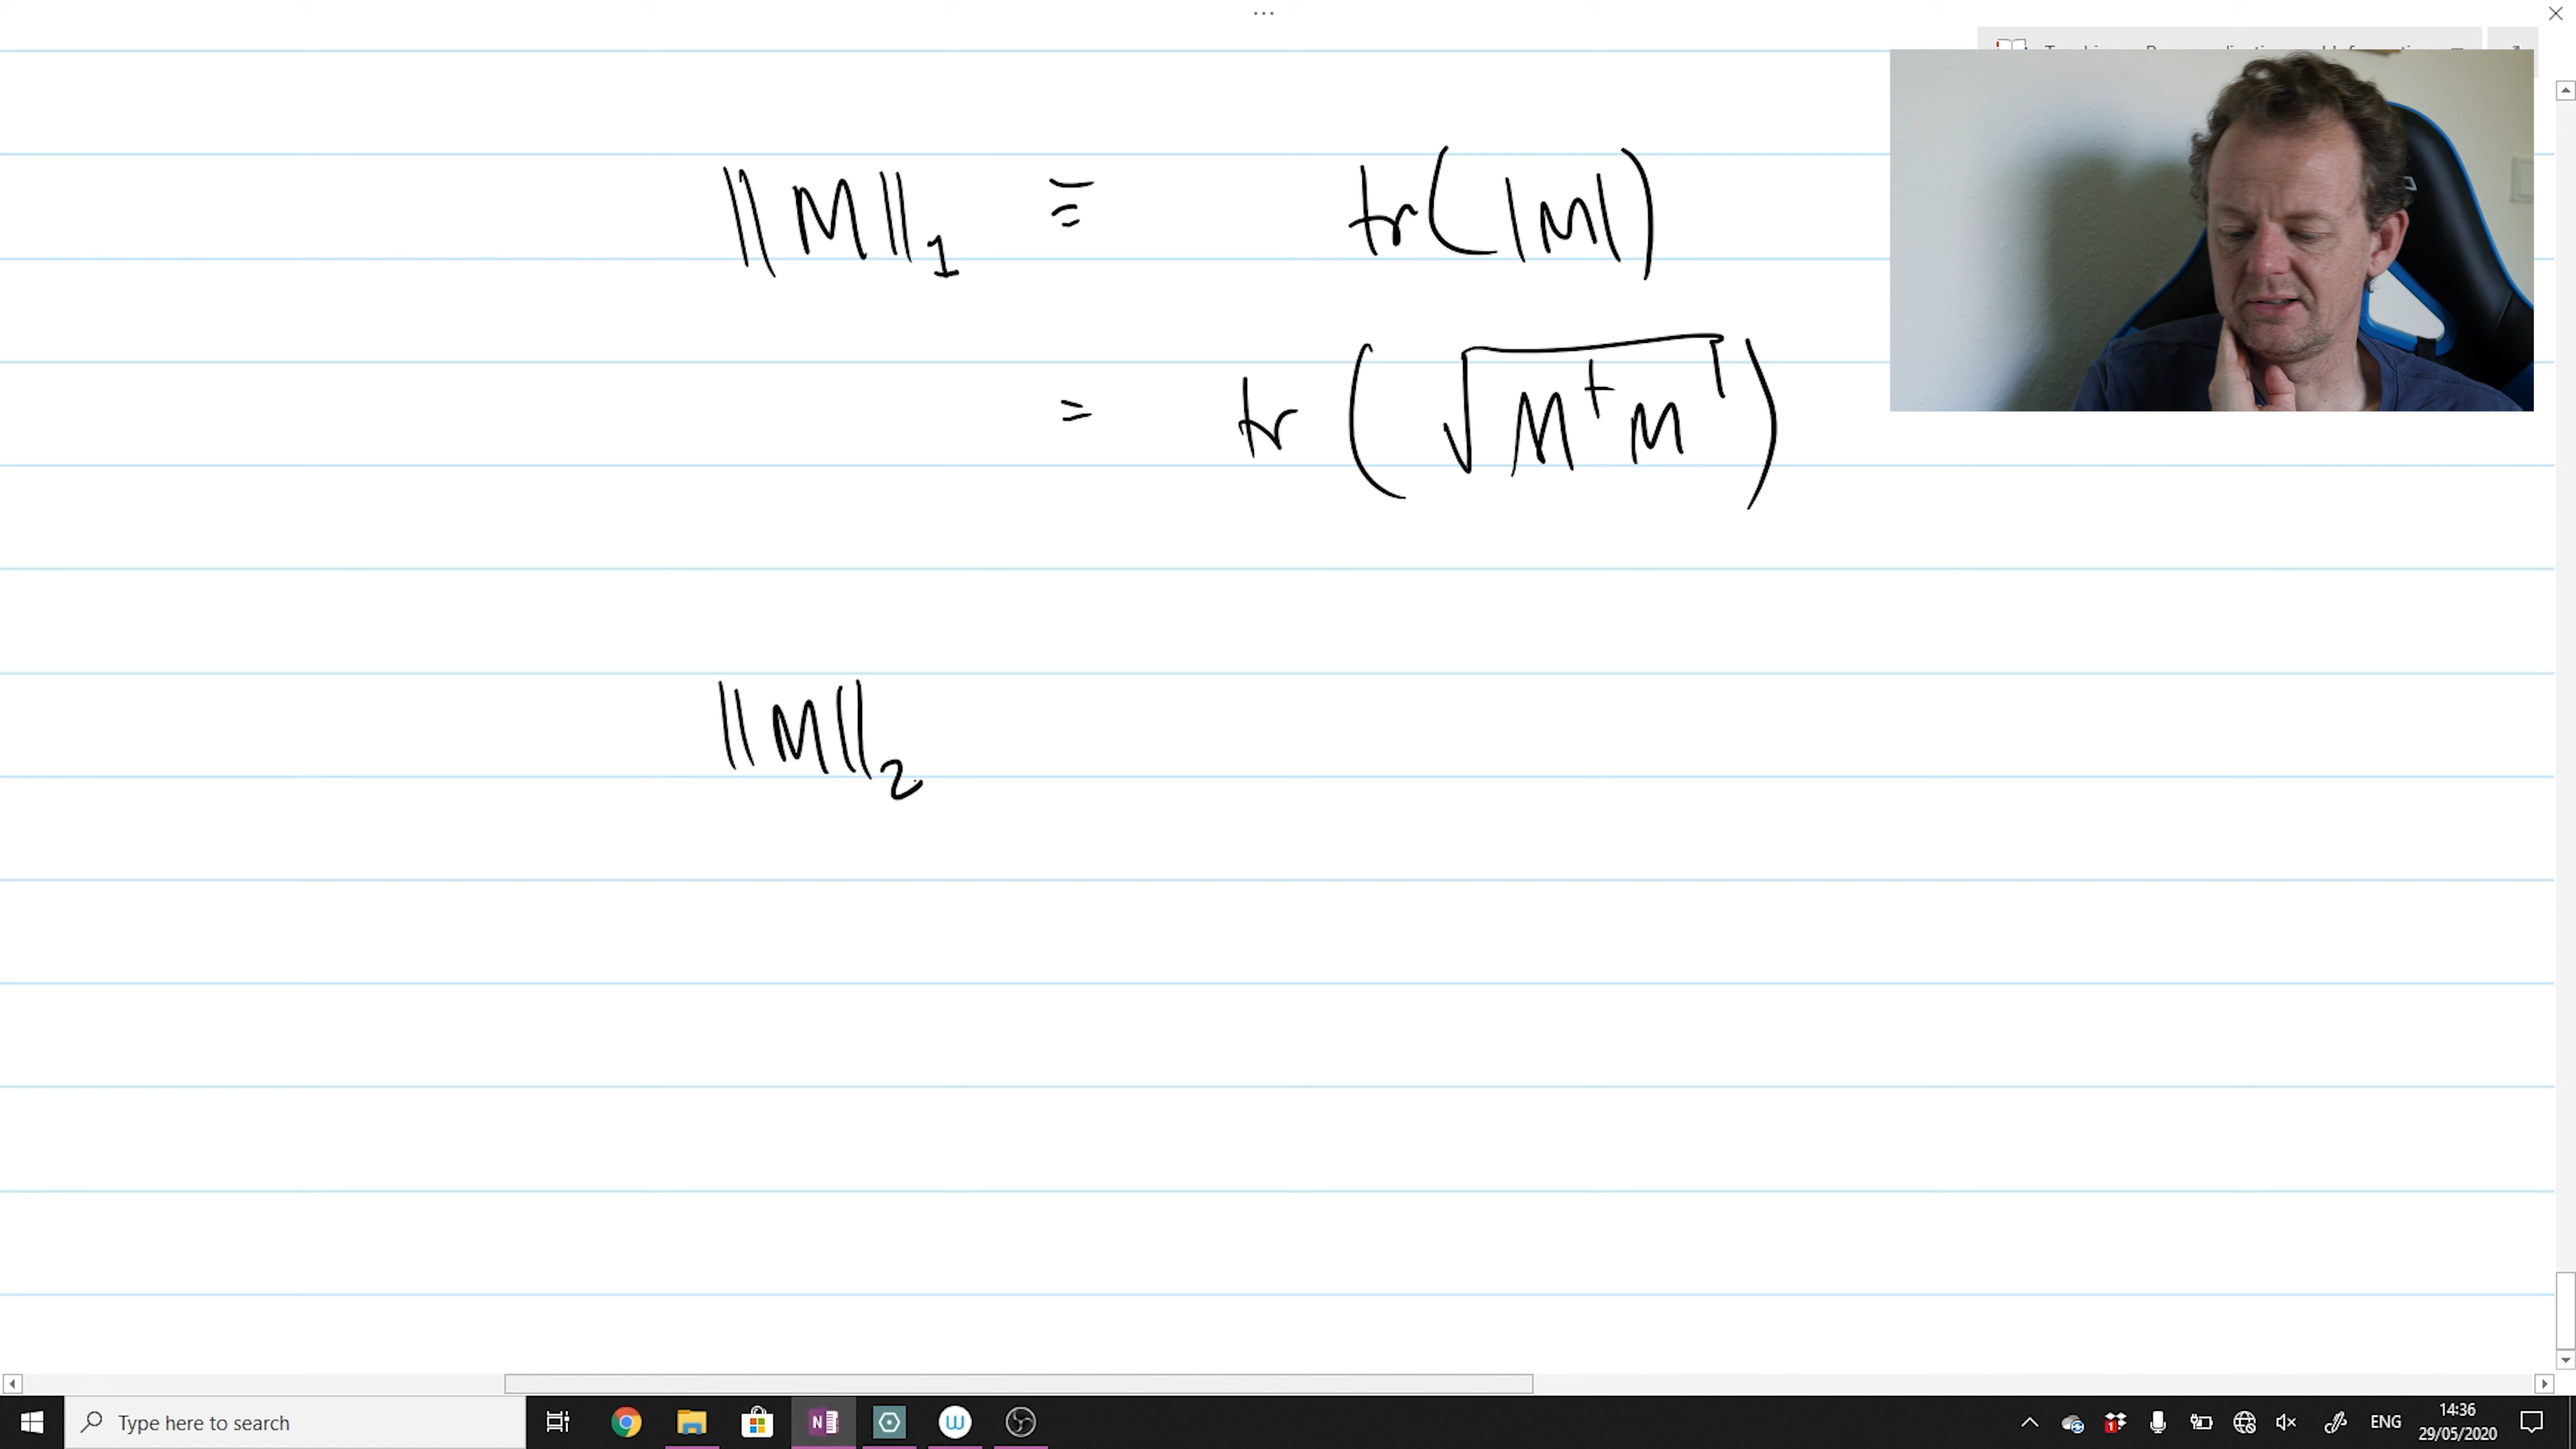 ‖M‖₁ ≡ tr(|M|)
= tr(√(M†M))
‖M‖₂
Type here to search
ENG
14:36
29/05/2020